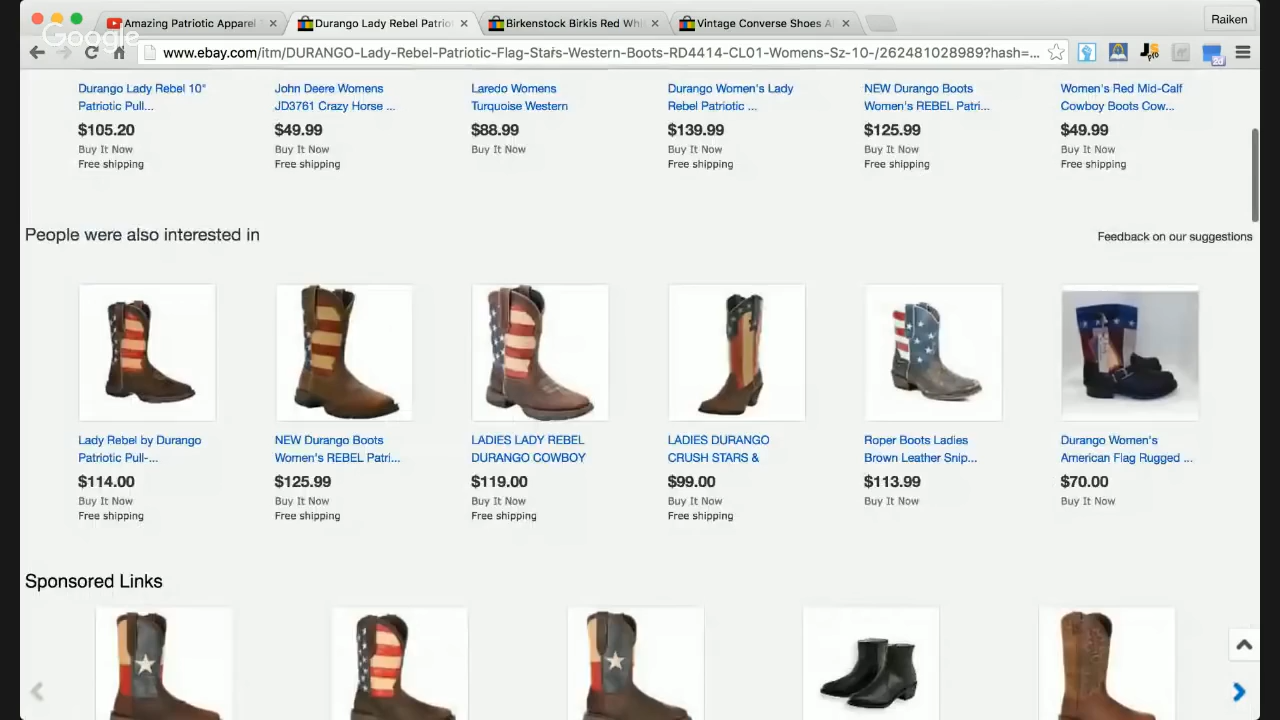 Amazing Patriotic Apparel
Durango Lady Rebel Patriot
Birkenstock Birkis Red Whi
Vintage Converse Shoes Al
Raiken
Google
www.ebay.com/itm/DURANGO-Lady-Rebel-Patriotic-Flag-Stars-Western-Boots-RD4414-CL01-Womens-Sz-10-/262481028989?hash=...
Durango Lady Rebel 10"
Patriotic Pull...
$105.20
Buy It Now
Free shipping
John Deere Womens
JD3761 Crazy Horse ...
$49.99
Buy It Now
Free shipping
Laredo Womens
Turquoise Western
$88.99
Buy It Now
Durango Women's Lady
Rebel Patriotic ...
$139.99
Buy It Now
Free shipping
NEW Durango Boots
Women's REBEL Patri...
$125.99
Buy It Now
Free shipping
Women's Red Mid-Calf
Cowboy Boots Cow...
$49.99
Buy It Now
Free shipping
People were also interested in
Feedback on our suggestions
Lady Rebel by Durango
Patriotic Pull-...
$114.00
Buy It Now
Free shipping
NEW Durango Boots
Women's REBEL Patri...
$125.99
Buy It Now
Free shipping
LADIES LADY REBEL
DURANGO COWBOY
$119.00
Buy It Now
Free shipping
LADIES DURANGO
CRUSH STARS &
$99.00
Buy It Now
Free shipping
Roper Boots Ladies
Brown Leather Snip...
$113.99
Buy It Now
Durango Women's
American Flag Rugged ...
$70.00
Buy It Now
Sponsored Links